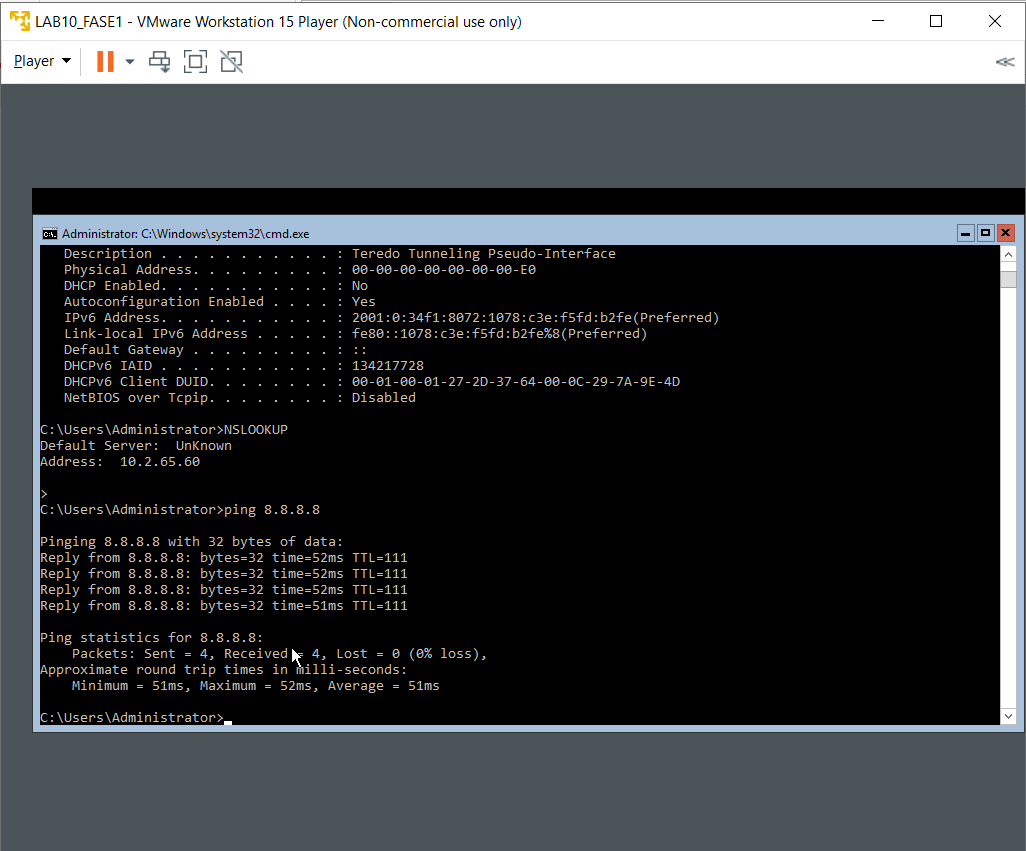 LAB10_FASE1 - VMware Workstation 15 Player (Non-commercial use only)
Player
Administrator: C:\Windows\system32\cmd.exe
Description . . . . . . . . . . . : Teredo Tunneling Pseudo-Interface
Physical Address. . . . . . . . . : 00-00-00-00-00-00-00-E0
DHCP Enabled. . . . . . . . . . . : No
Autoconfiguration Enabled . . . . : Yes
IPv6 Address. . . . . . . . . . . : 2001:0:34f1:8072:1078:c3e:f5fd:b2fe(Preferred)
Link-local IPv6 Address . . . . . : fe80::1078:c3e:f5fd:b2fe%8(Preferred)
Default Gateway . . . . . . . . . : ::
DHCPv6 IAID . . . . . . . . . . . : 134217728
DHCPv6 Client DUID. . . . . . . . : 00-01-00-01-27-2D-37-64-00-0C-29-7A-9E-4D
NetBIOS over Tcpip. . . . . . . . : Disabled
C:\Users\Administrator>NSLOOKUP
Default Server:  UnKnown
Address:  10.2.65.60
>
C:\Users\Administrator>ping 8.8.8.8
Pinging 8.8.8.8 with 32 bytes of data:
Reply from 8.8.8.8: bytes=32 time=52ms TTL=111
Reply from 8.8.8.8: bytes=32 time=52ms TTL=111
Reply from 8.8.8.8: bytes=32 time=52ms TTL=111
Reply from 8.8.8.8: bytes=32 time=51ms TTL=111
Ping statistics for 8.8.8.8:
Packets: Sent = 4, Received = 4, Lost = 0 (0% loss),
Approximate round trip times in milli-seconds:
Minimum = 51ms, Maximum = 52ms, Average = 51ms
C:\Users\Administrator>